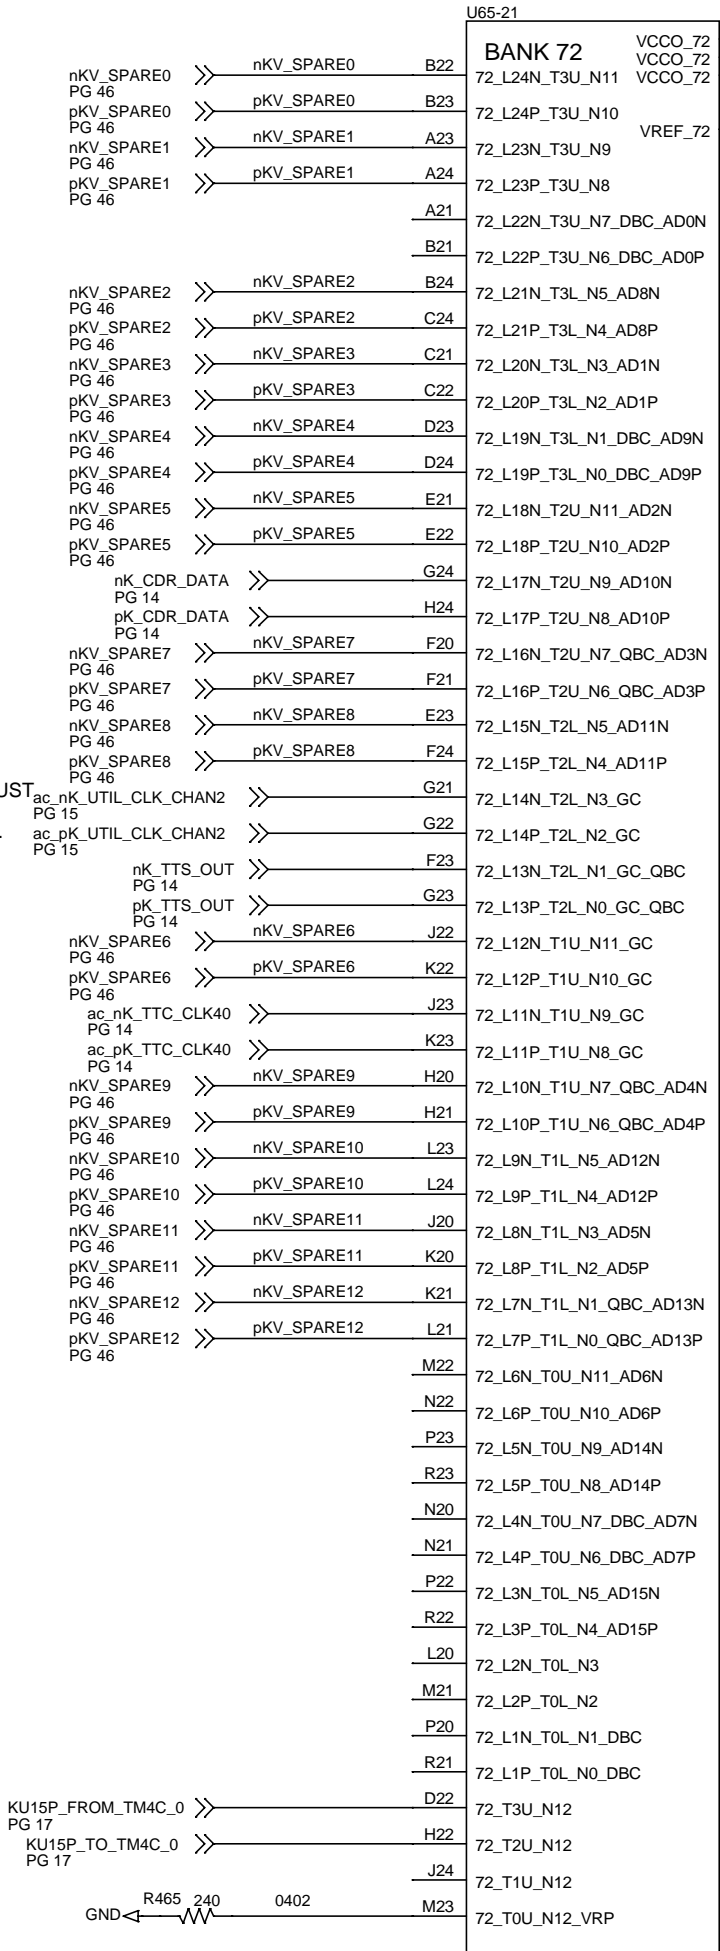 U65-21
BANK 72
VCCO_72
VCCO_72
VCCO_72
VREF_72
nKV_SPARE0 PG 46 nKV_SPARE0 B22 72_L24N_T3U_N11
pKV_SPARE0 PG 46 pKV_SPARE0 B23 72_L24P_T3U_N10
nKV_SPARE1 PG 46 nKV_SPARE1 A23 72_L23N_T3U_N9
pKV_SPARE1 PG 46 pKV_SPARE1 A24 72_L23P_T3U_N8
A21 72_L22N_T3U_N7_DBC_AD0N
B21 72_L22P_T3U_N6_DBC_AD0P
nKV_SPARE2 PG 46 nKV_SPARE2 B24 72_L21N_T3L_N5_AD8N
pKV_SPARE2 PG 46 pKV_SPARE2 C24 72_L21P_T3L_N4_AD8P
nKV_SPARE3 PG 46 nKV_SPARE3 C21 72_L20N_T3L_N3_AD1N
pKV_SPARE3 PG 46 pKV_SPARE3 C22 72_L20P_T3L_N2_AD1P
nKV_SPARE4 PG 46 nKV_SPARE4 D23 72_L19N_T3L_N1_DBC_AD9N
pKV_SPARE4 PG 46 pKV_SPARE4 D24 72_L19P_T3L_N0_DBC_AD9P
nKV_SPARE5 PG 46 nKV_SPARE5 E21 72_L18N_T2U_N11_AD2N
pKV_SPARE5 PG 46 pKV_SPARE5 E22 72_L18P_T2U_N10_AD2P
nK_CDR_DATA PG 14 G24 72_L17N_T2U_N9_AD10N
pK_CDR_DATA PG 14 H24 72_L17P_T2U_N8_AD10P
nKV_SPARE7 PG 46 nKV_SPARE7 F20 72_L16N_T2U_N7_QBC_AD3N
pKV_SPARE7 PG 46 pKV_SPARE7 F21 72_L16P_T2U_N6_QBC_AD3P
nKV_SPARE8 PG 46 nKV_SPARE8 E23 72_L15N_T2L_N5_AD11N
pKV_SPARE8 PG 46 pKV_SPARE8 F24 72_L15P_T2L_N4_AD11P
UST ac_nK_UTIL_CLK_CHAN2 PG 15 G21 72_L14N_T2L_N3_GC
. ac_pK_UTIL_CLK_CHAN2 PG 15 G22 72_L14P_T2L_N2_GC
nK_TTS_OUT PG 14 F23 72_L13N_T2L_N1_GC_QBC
pK_TTS_OUT PG 14 G23 72_L13P_T2L_N0_GC_QBC
nKV_SPARE6 PG 46 nKV_SPARE6 J22 72_L12N_T1U_N11_GC
pKV_SPARE6 PG 46 pKV_SPARE6 K22 72_L12P_T1U_N10_GC
ac_nK_TTC_CLK40 PG 14 J23 72_L11N_T1U_N9_GC
ac_pK_TTC_CLK40 PG 14 K23 72_L11P_T1U_N8_GC
nKV_SPARE9 PG 46 nKV_SPARE9 H20 72_L10N_T1U_N7_QBC_AD4N
pKV_SPARE9 PG 46 pKV_SPARE9 H21 72_L10P_T1U_N6_QBC_AD4P
nKV_SPARE10 PG 46 nKV_SPARE10 L23 72_L9N_T1L_N5_AD12N
pKV_SPARE10 PG 46 pKV_SPARE10 L24 72_L9P_T1L_N4_AD12P
nKV_SPARE11 PG 46 nKV_SPARE11 J20 72_L8N_T1L_N3_AD5N
pKV_SPARE11 PG 46 pKV_SPARE11 K20 72_L8P_T1L_N2_AD5P
nKV_SPARE12 PG 46 nKV_SPARE12 K21 72_L7N_T1L_N1_QBC_AD13N
pKV_SPARE12 PG 46 pKV_SPARE12 L21 72_L7P_T1L_N0_QBC_AD13P
M22 72_L6N_T0U_N11_AD6N
N22 72_L6P_T0U_N10_AD6P
P23 72_L5N_T0U_N9_AD14N
R23 72_L5P_T0U_N8_AD14P
N20 72_L4N_T0U_N7_DBC_AD7N
N21 72_L4P_T0U_N6_DBC_AD7P
P22 72_L3N_T0L_N5_AD15N
R22 72_L3P_T0L_N4_AD15P
L20 72_L2N_T0L_N3
M21 72_L2P_T0L_N2
P20 72_L1N_T0L_N1_DBC
R21 72_L1P_T0L_N0_DBC
KU15P_FROM_TM4C_0 PG 17 D22 72_T3U_N12
KU15P_TO_TM4C_0 PG 17 H22 72_T2U_N12
J24 72_T1U_N12
GND R465 240 0402 M23 72_T0U_N12_VRP